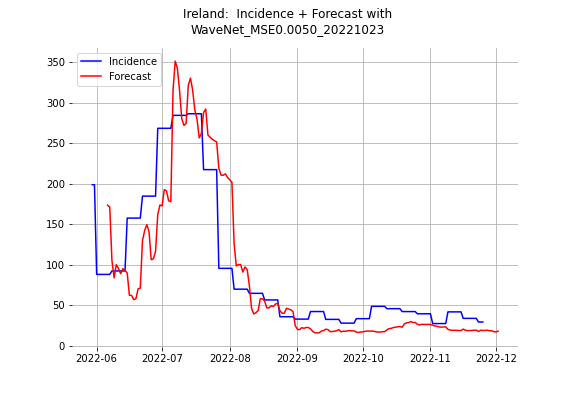 Ireland:  Incidence + Forecast with
WaveNet_MSE0.0050_20221023
Incidence
Forecast
350
300
250
200
150
100
50
0
2022-06 2022-07 2022-08 2022-09 2022-10 2022-11 2022-12